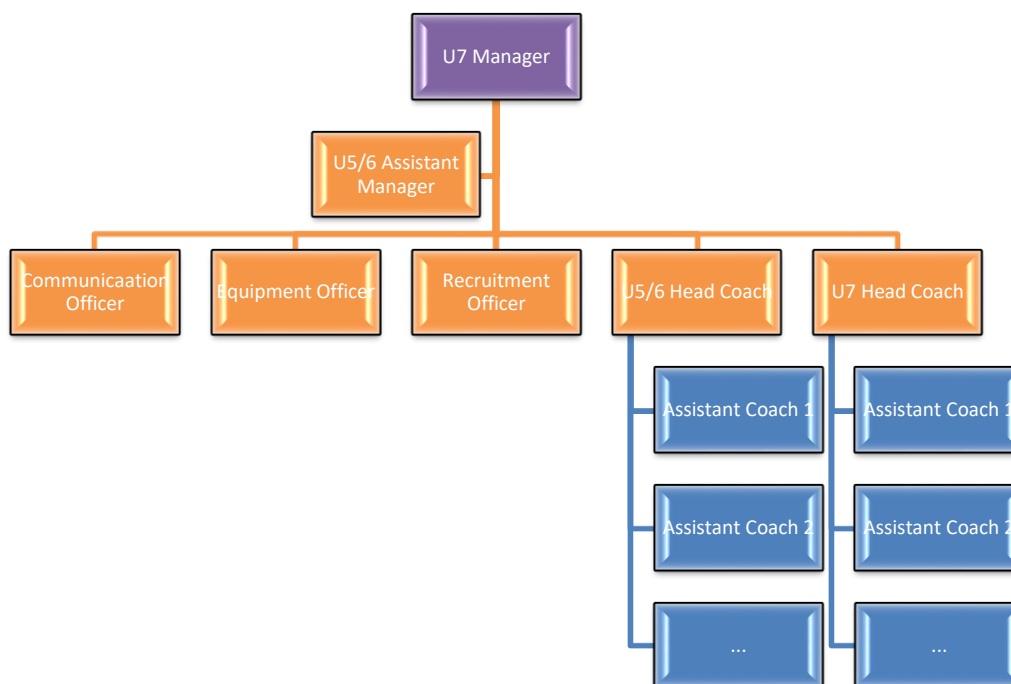 U7 Manager
U5/6 Assistant
Manager
Communicaation
Officer
Equipment Officer
Recruitment
Officer
U5/6 Head Coach
U7 Head Coach
Assistant Coach 1
Assistant Coach 1
Assistant Coach 2
Assistant Coach 2
...
...